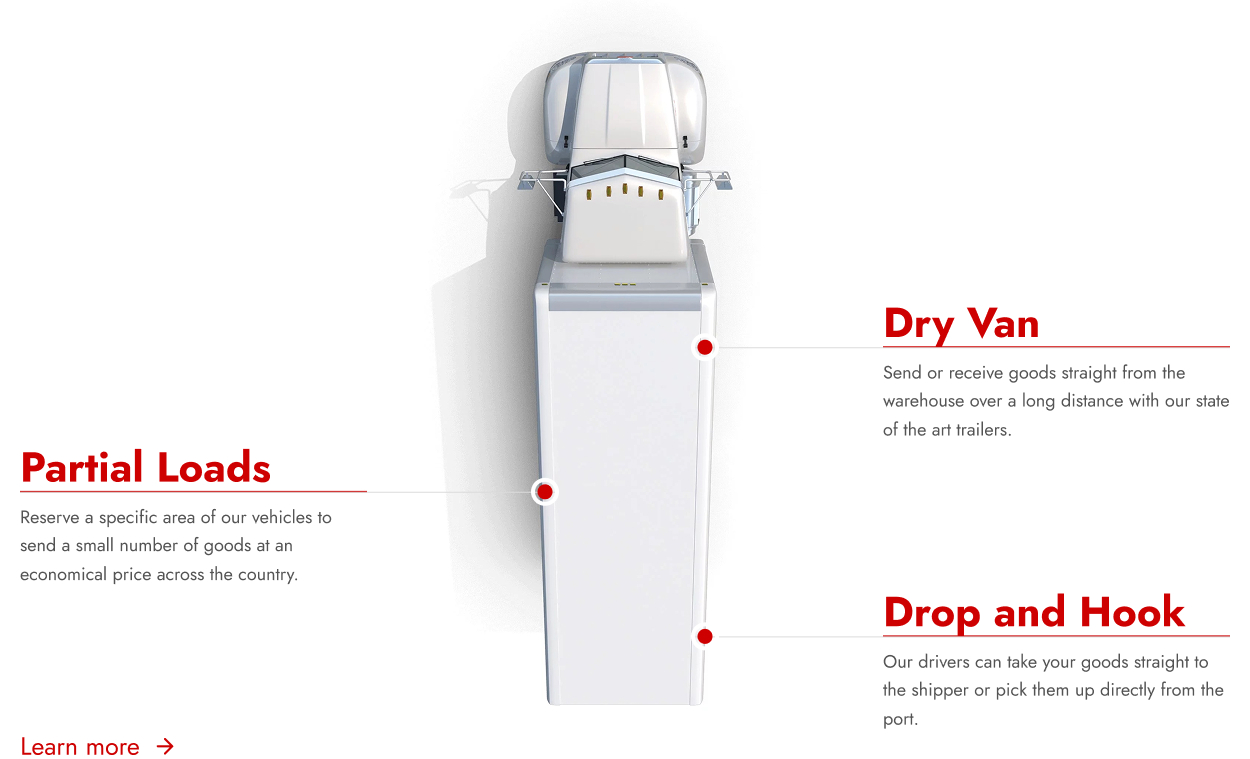 Dry Van
Send or receive goods straight from the
warehouse over a long distance with our state
of the art trailers.
Partial Loads
Reserve a specific area of our vehicles to
send a small number of goods at an
economical price across the country.
Drop and Hook
Our drivers can take your goods straight to
the shipper or pick them up directly from the
port.
Learn more →